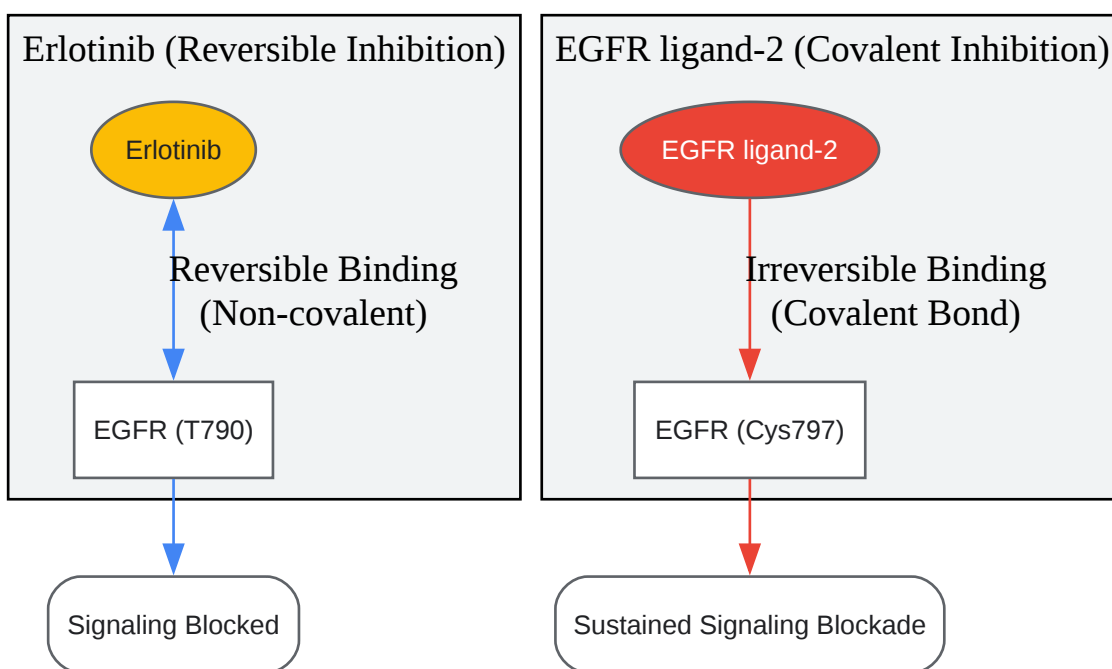 Erlotinib (Reversible Inhibition)
Erlotinib
Reversible Binding
(Non-covalent)
EGFR (T790)
Signaling Blocked
EGFR ligand-2 (Covalent Inhibition)
EGFR ligand-2
Irreversible Binding
(Covalent Bond)
EGFR (Cys797)
Sustained Signaling Blockade